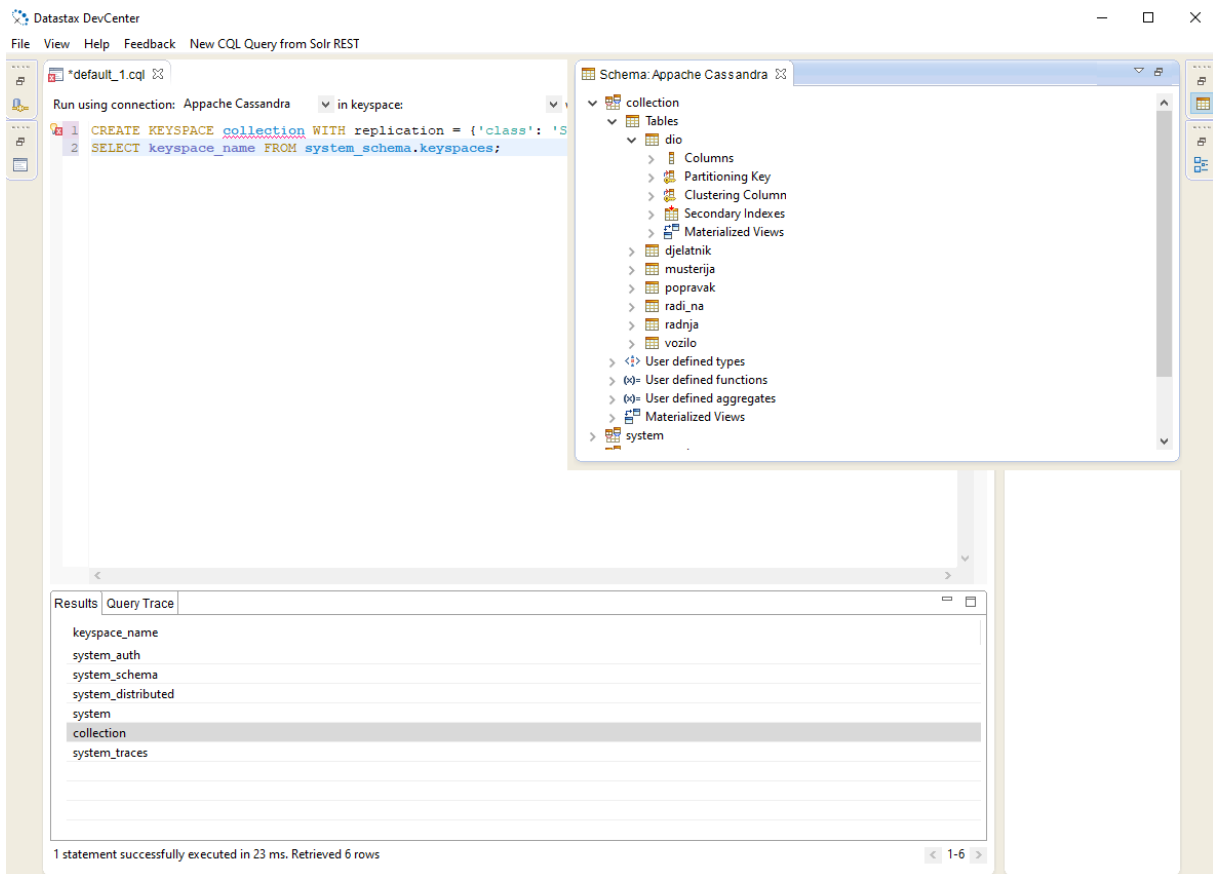 Datastax DevCenter
File View Help Feedback New CQL Query from Solr REST
*default_1.cql
Run using connection: Appache Cassandra in keyspace:
1 CREATE KEYSPACE collection WITH replication = {'class': 'S
2 SELECT keyspace_name FROM system_schema.keyspaces;
Schema: Appache Cassandra
collection
Tables
dio
Columns
Partitioning Key
Clustering Column
Secondary Indexes
Materialized Views
djelatnik
musterija
popravak
radi_na
radnja
vozilo
User defined types
(x)= User defined functions
(x)= User defined aggregates
Materialized Views
system
Results Query Trace
keyspace_name
system_auth
system_schema
system_distributed
system
collection
system_traces
1 statement successfully executed in 23 ms. Retrieved 6 rows
< 1-6 >